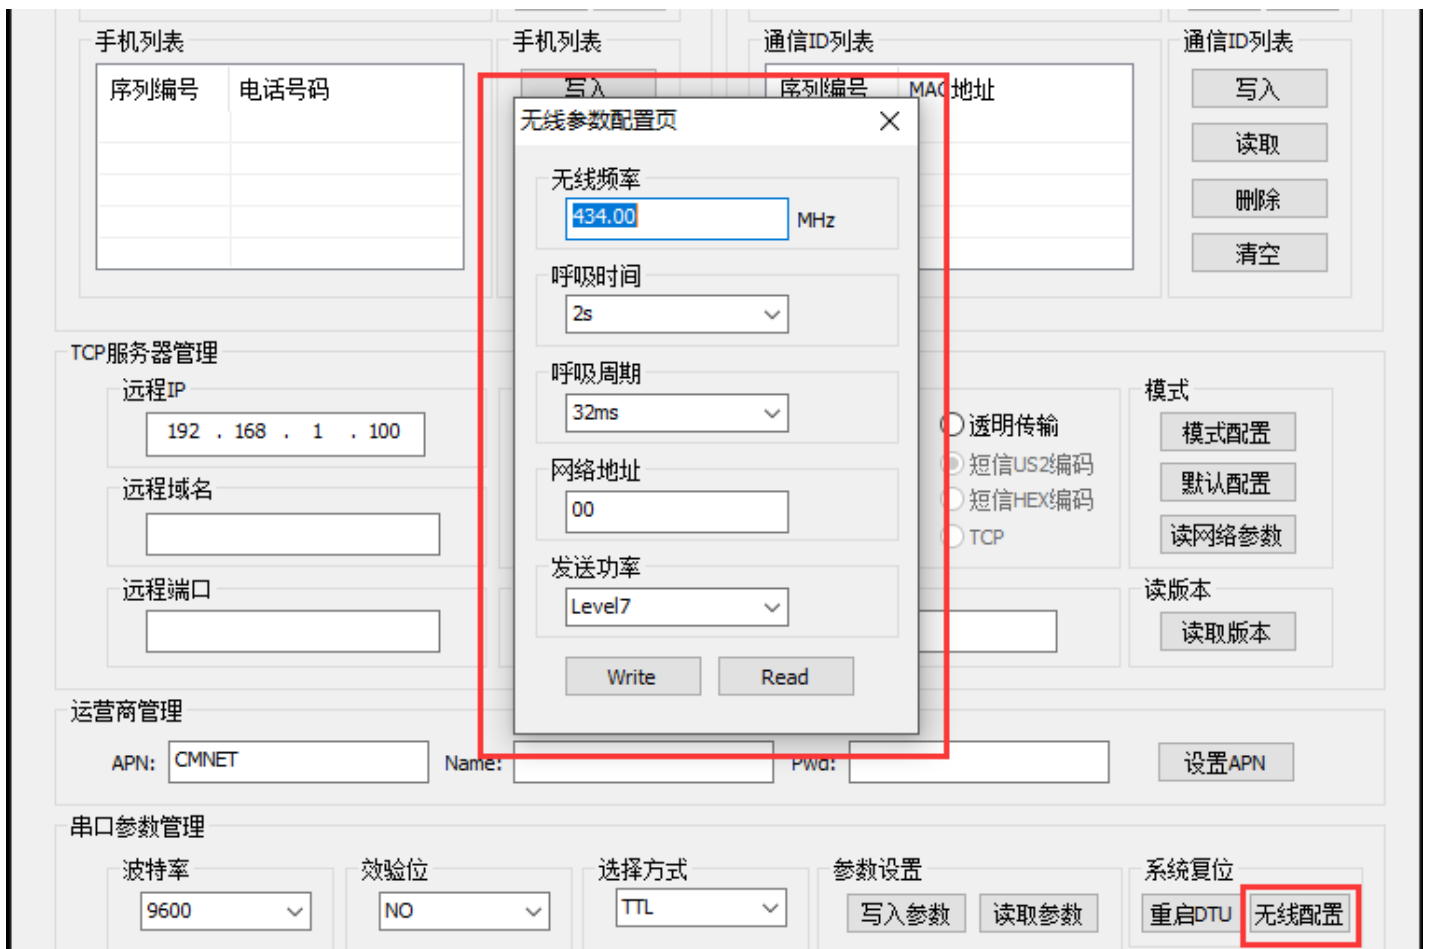 手机列表
手机列表
通信ID列表
通信ID列表
序列编号 电话号码
写入
序列编号 MAC地址
写入
读取
删除
清空
无线参数配置页
无线频率
434.00 MHz
呼吸时间
2s
呼吸周期
32ms
网络地址
00
发送功率
Level7
Write Read
TCP服务器管理
远程IP
192 . 168 . 1 . 100
远程域名
远程端口
透明传输
短信US2编码
短信HEX编码
TCP
模式
模式配置
默认配置
读网络参数
读版本
读取版本
运营商管理
APN: CMNET Name: Pwd: 设置APN
串口参数管理
波特率 效验位 选择方式 参数设置 系统复位
9600 NO TTL 写入参数 读取参数 重启DTU 无线配置